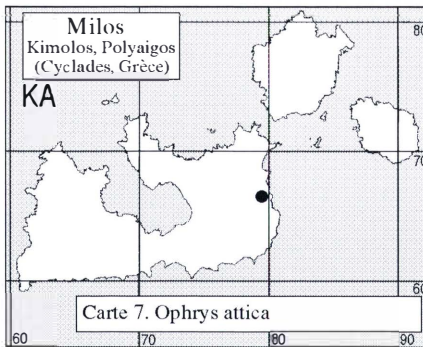 Milos
Kimolos, Polyaigos
(Cyclades, Grèce)
KA
80
70
60
Carte 7. Ophrys attica
60 70 80 90